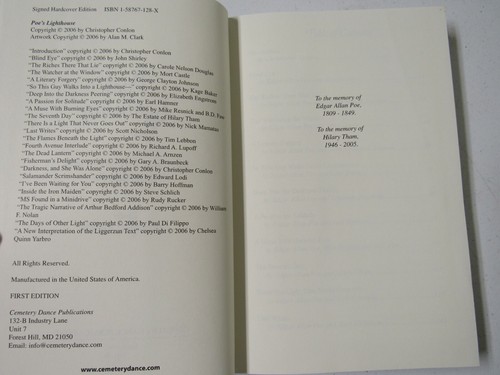 Signed Hardcover Edition ISBN 1-58767-128-X
Poe's Lighthouse
Copyright © 2006 by Christopher Conlon
Artwork Copyright © 2006 by Alan M. Clark
"Introduction" copyright © 2006 by Christopher Conlon
"Blind Eye" copyright © 2006 by John Shirley
"The Riches There That Lie" copyright © 2006 by Carole Nelson Douglas
"The Watcher at the Window" copyright © 2006 by Mort Castle
"A Literary Forgery" copyright © 2006 by George Clayton Johnson
"So This Guy Walks Into a Lighthouse—" copyright © 2006 by Kage Baker
"Deep Into the Darkness Peering" copyright © 2006 by Elizabeth Engstrom
"A Passion for Solitude" copyright © 2006 by Earl Hamner
"A Muse With Burning Eyes" copyright © 2006 by Mike Resnick and BD Faw
"The Seventh Day" copyright © 2006 by The Estate of Hilary Tham
"There Is a Light That Never Goes Out" copyright © 2006 by Nick Mamatas
"Last Writes" copyright © 2006 by Scott Nicholson
"The Flames Beneath the Light" copyright © 2006 by Tim Lebbon
"Fourth Avenue Interlude" copyright © 2006 by Richard A. Lupoff
"The Dead Lantern" copyright © 2006 by Michael A. Arnzen
"Fisherman's Delight" copyright © 2006 by Gary A. Braunbeck
"Darkness, and She Was Alone" copyright © 2006 by Christopher Conlon
"Salamander Scrimshander" copyright © 2006 by Edward Lodi
"I've Been Waiting for You" copyright © 2006 by Barry Hoffman
"Inside the Iron Maiden" copyright © 2006 by Steve Schlich
"MS Found in a Minidrive" copyright © 2006 by Rudy Rucker
"The Tragic Narrative of Arthur Bedford Addison" copyright © 2006 by William
F. Nolan
"The Days of Other Light" copyright © 2006 by Paul Di Filippo
"A New Interpretation of the Liggerzun Text" copyright © 2006 by Chelsea
Quinn Yarbro
All Rights Reserved.
Manufactured in the United States of America.
FIRST EDITION
Cemetery Dance Publications
132-B Industry Lane
Unit 7
Forest Hill, MD 21050
Email: info@cemeterydance.com
www.cemeterydance.com
To the memory of
Edgar Allan Poe,
1809 - 1849.
To the memory of
Hilary Tham,
1946 - 2005.